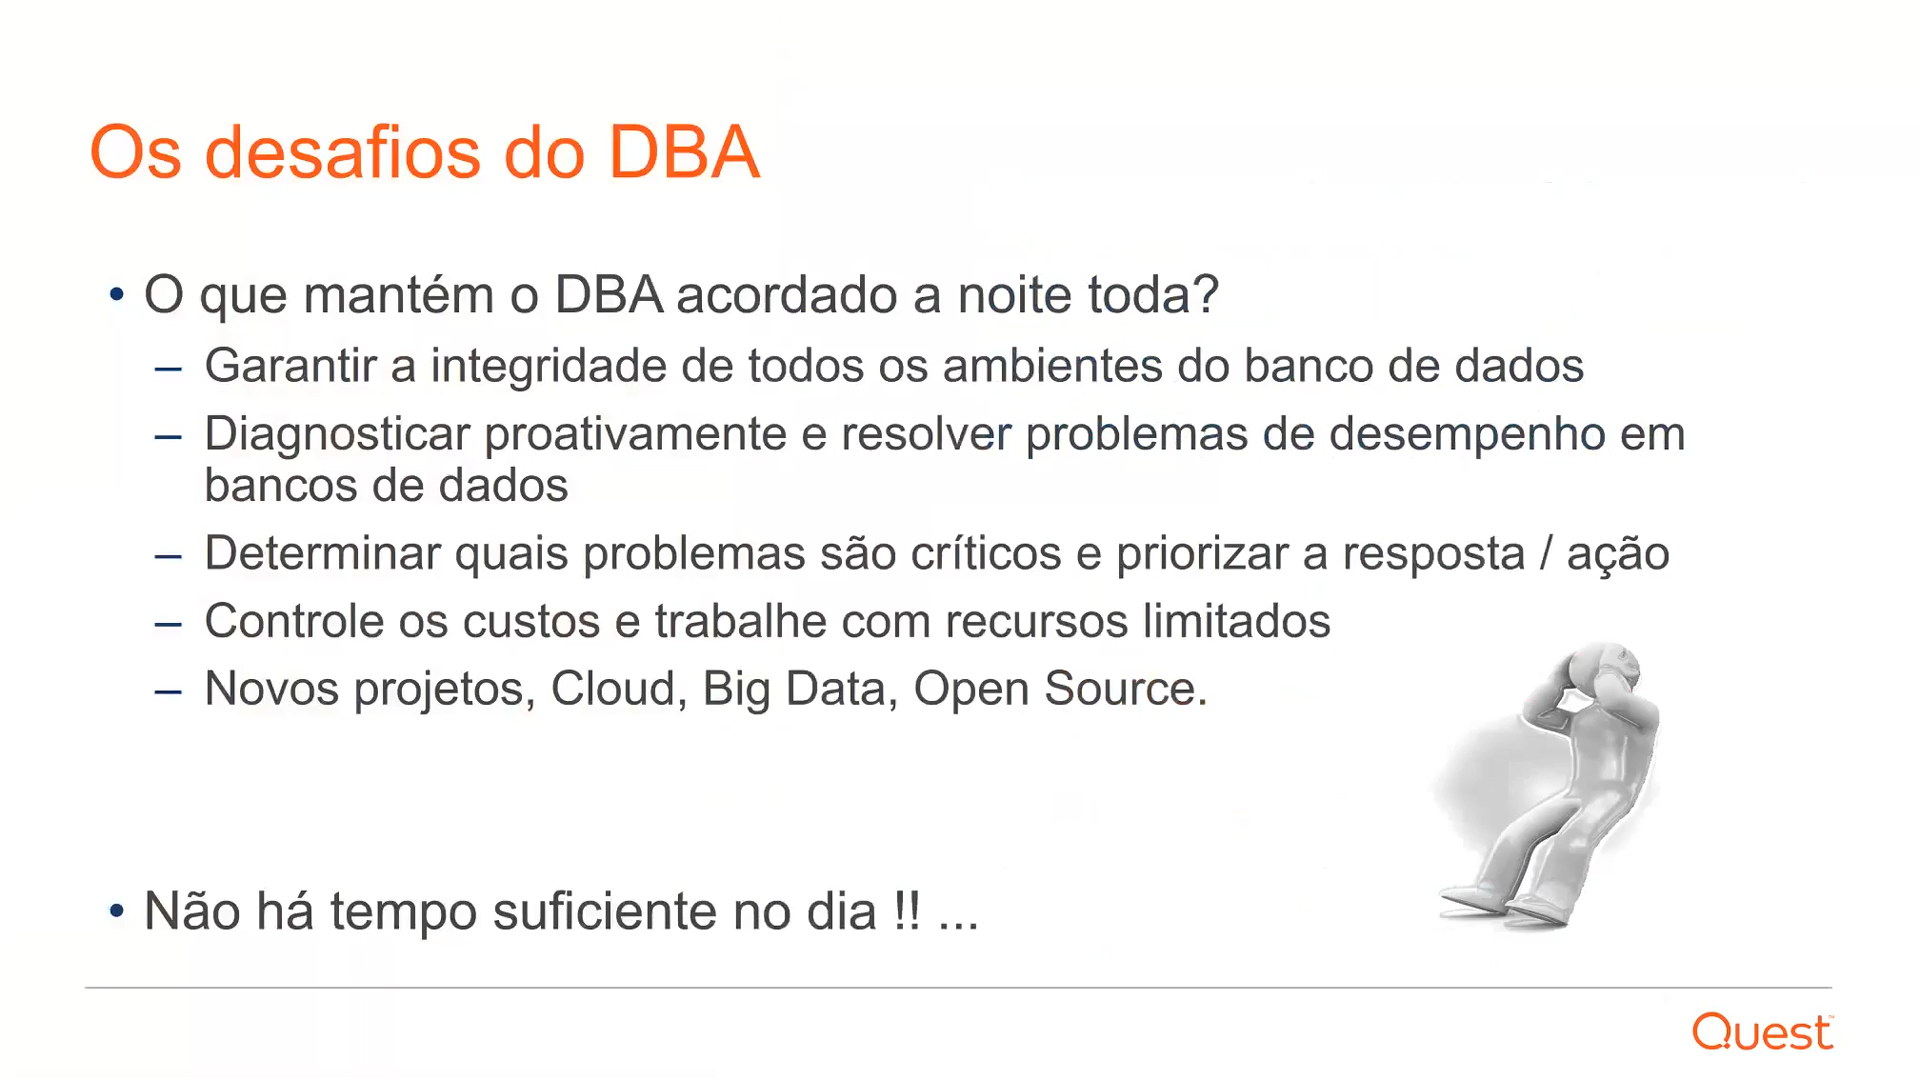 Os desafios do DBA
• O que mantém o DBA acordado a noite toda?
– Garantir a integridade de todos os ambientes do banco de dados
– Diagnosticar proativamente e resolver problemas de desempenho em
bancos de dados
– Determinar quais problemas são críticos e priorizar a resposta / ação
– Controle os custos e trabalhe com recursos limitados
– Novos projetos, Cloud, Big Data, Open Source.
• Não há tempo suficiente no dia !! ...
Quest™